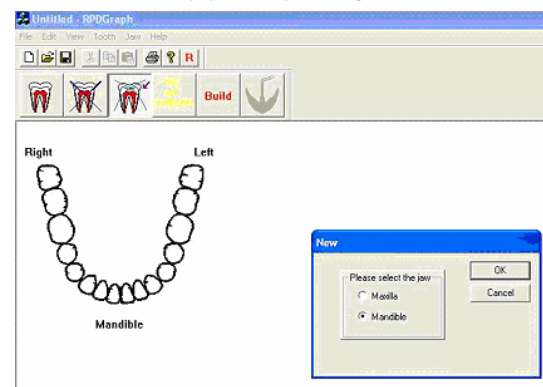 Untitled - RPDGraph
File Edit View Tooth Jaw Help
R
Build
Right Left
New
Please select the jaw
OK
Maxilla
Cancel
Mandible
Mandible